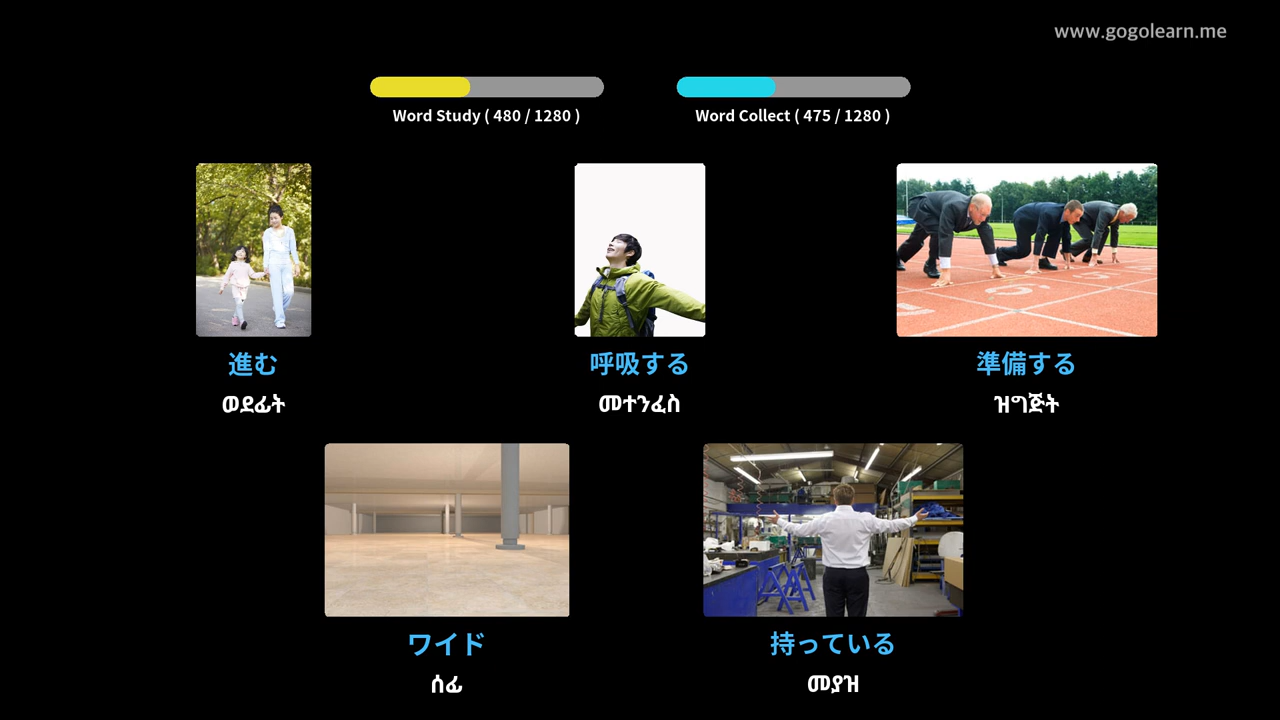 www.gogolearn.me
Word Study ( 480 / 1280 )
Word Collect ( 475 / 1280 )
進む
ወደፊት
呼吸する
መተንፈስ
準備する
ዝግጅት
ワイド
ሰፊ
持っている
መያዝ